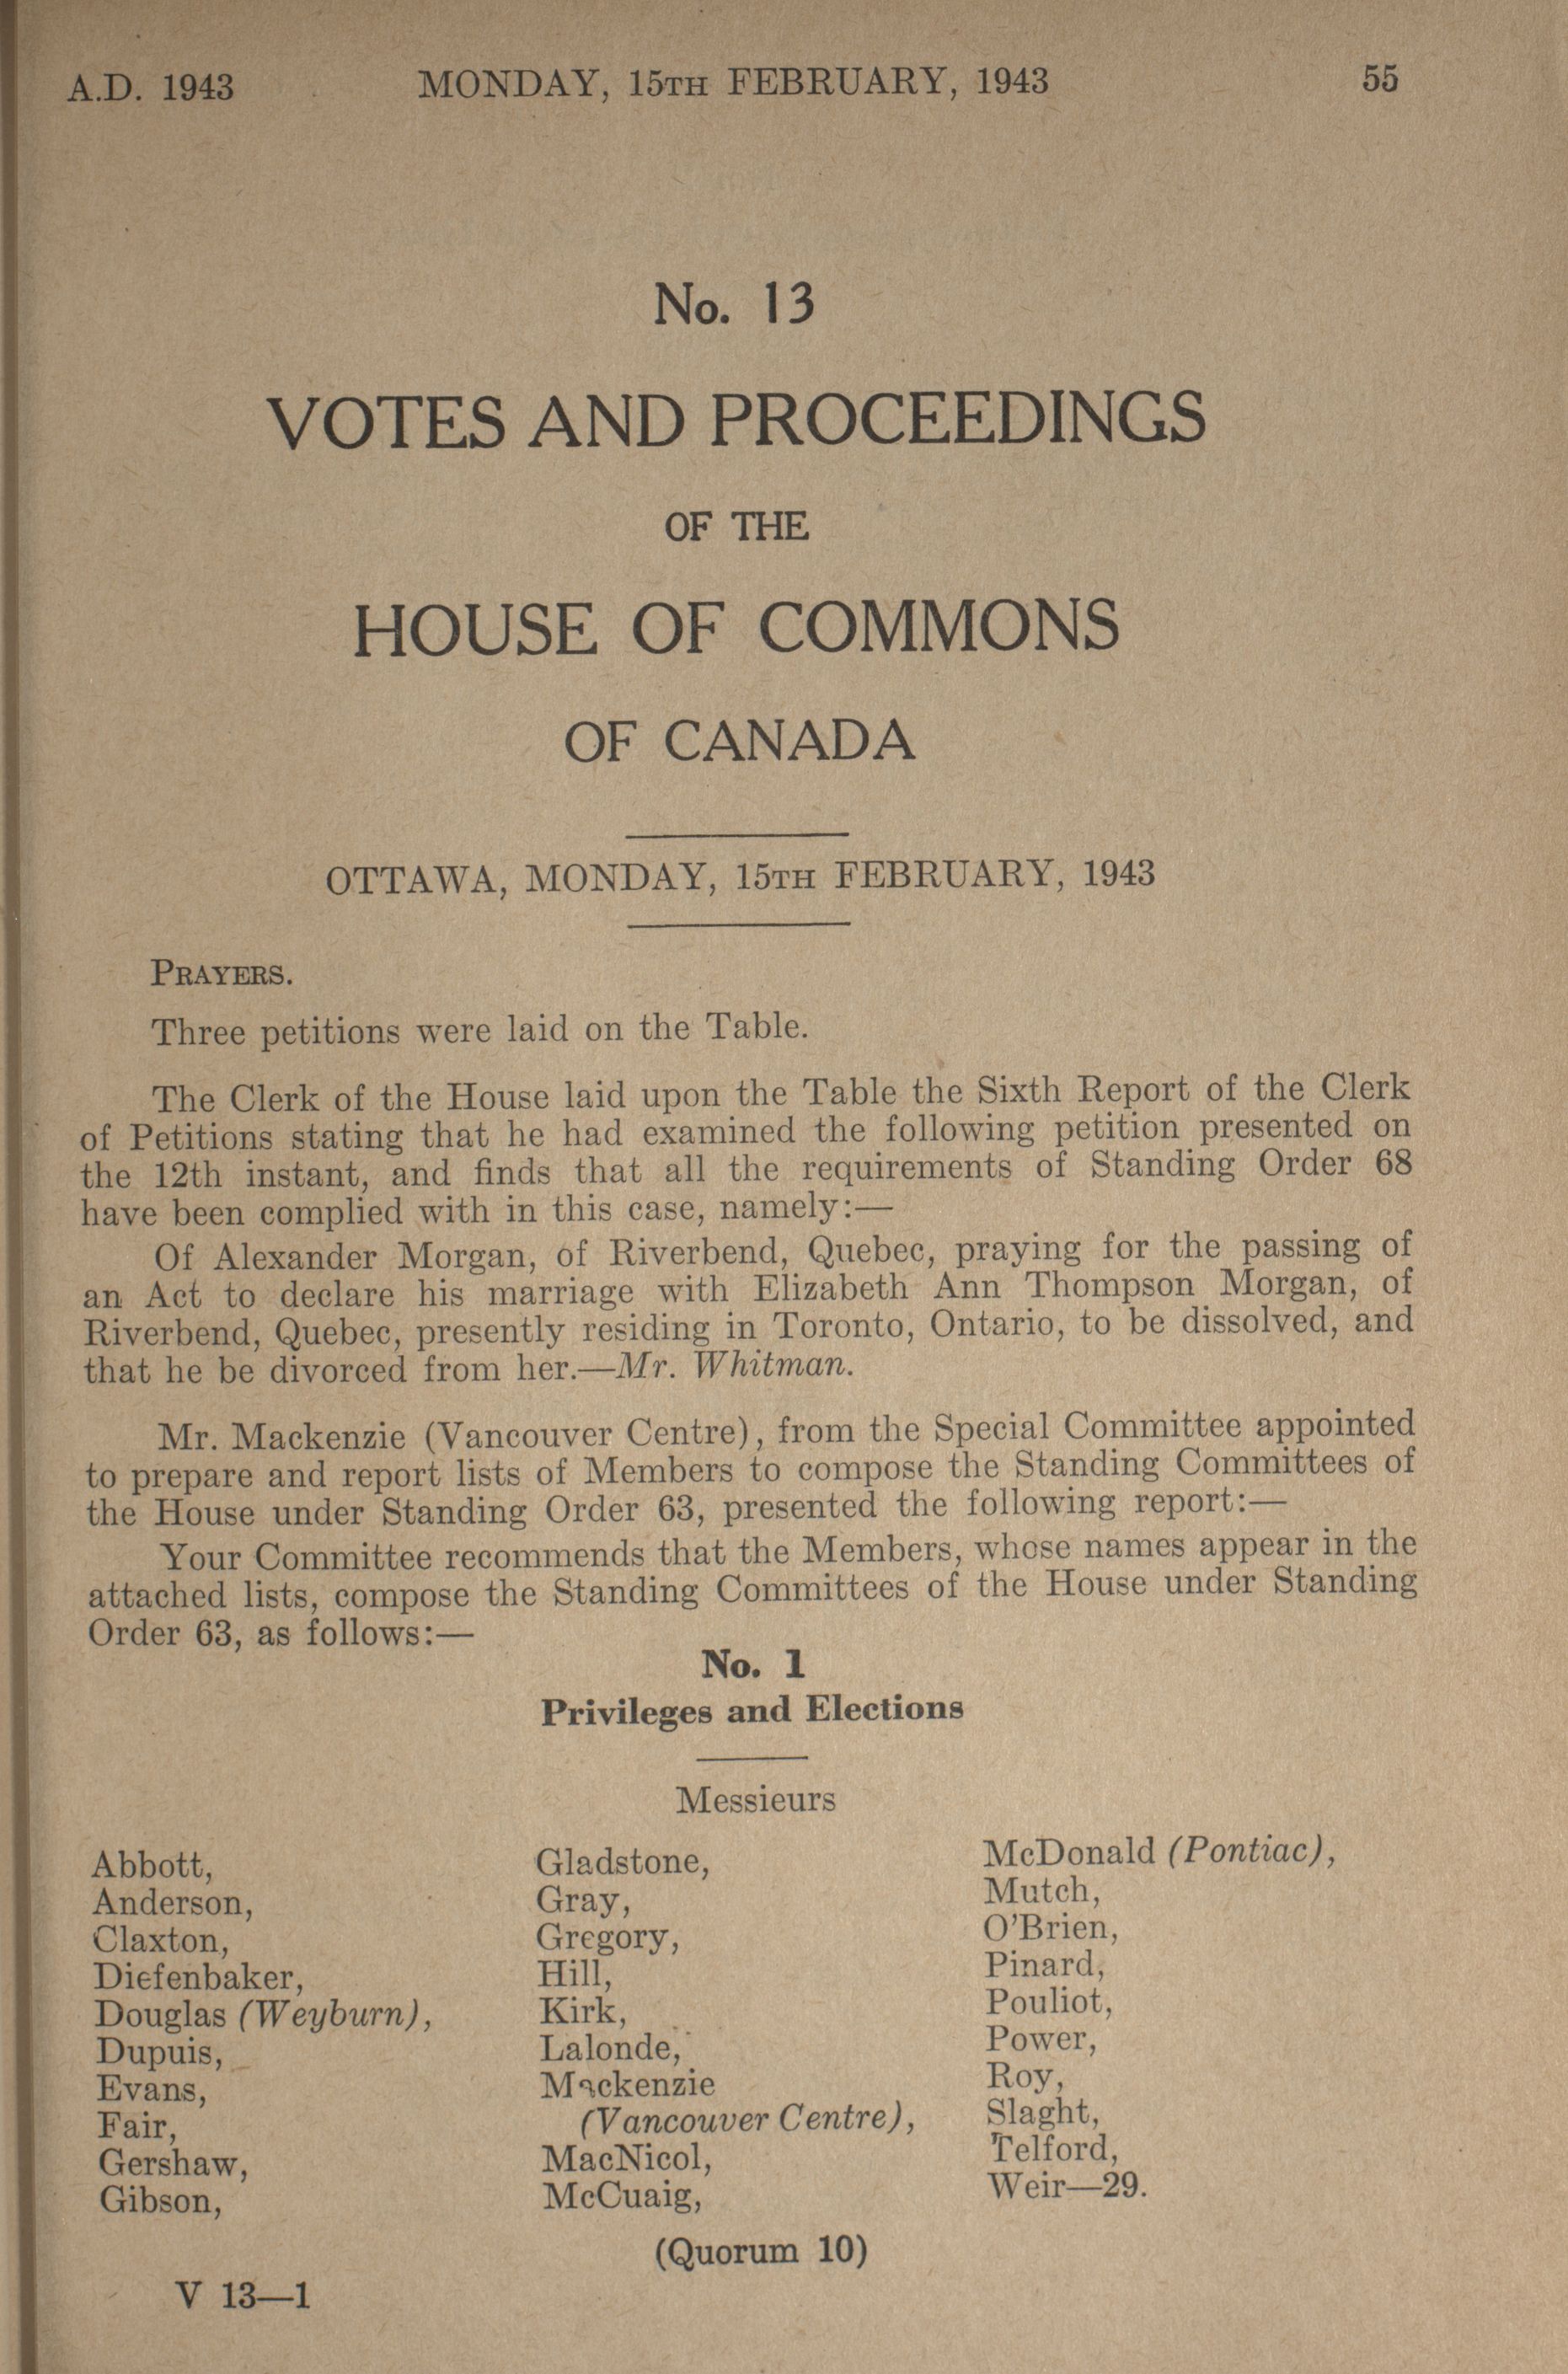 A.D. 1943 MONDAY, 15TH FEBRUARY, 1943 55
No. 13
VOTES AND PROCEEDINGS
OF THE
HOUSE OF COMMONS
OF CANADA
OTTAWA, MONDAY, 15TH FEBRUARY, 1943
PRAYERS.
Three petitions were laid on the Table.
The Clerk of the House laid upon the Table the Sixth Report of the Clerk
of Petitions stating that he had examined the following petition presented on
the 12th instant, and finds that all the requirements of Standing Order 68
have been complied with in this case, namely:—
Of Alexander Morgan, of Riverbend, Quebec, praying for the passing of
an Act to declare his marriage with Elizabeth Ann Thompson Morgan, of
Riverbend, Quebec, presently residing in Toronto, Ontario, to be dissolved, and
that he be divorced from her.—Mr. Whitman.
Mr. Mackenzie (Vancouver Centre), from the Special Committee appointed
to prepare and report lists of Members to compose the Standing Committees of
the House under Standing Order 63, presented the following report:—
Your Committee recommends that the Members, whose names appear in the
attached lists, compose the Standing Committees of the House under Standing
Order 63, as follows:—
No. 1
Privileges and Elections
Messieurs
Abbott,
Anderson,
Claxton,
Diefenbaker,
Douglas (Weyburn),
Dupuis,
Evans,
Fair,
Gershaw,
Gibson,
Gladstone,
Gray,
Gregory,
Hill,
Kirk,
Lalonde,
Mackenzie
(Vancouver Centre),
MacNicol,
McCuaig,
McDonald (Pontiac),
Mutch,
O'Brien,
Pinard,
Pouliot,
Power,
Roy,
Slaght,
Telford,
Weir—29.
(Quorum 10)
V 13—1